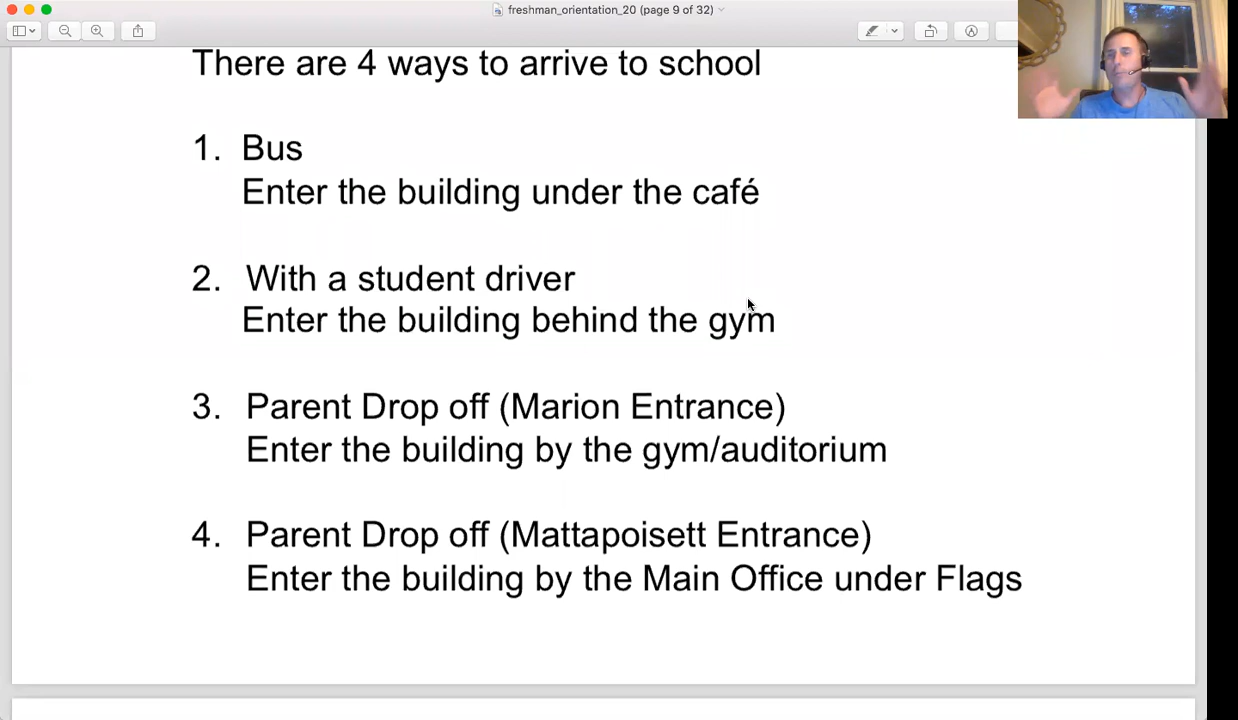 freshman_orientation_20 (page 9 of 32)
There are 4 ways to arrive to school
1. Bus
Enter the building under the café
2. With a student driver
Enter the building behind the gym
3. Parent Drop off (Marion Entrance)
Enter the building by the gym/auditorium
4. Parent Drop off (Mattapoisett Entrance)
Enter the building by the Main Office under Flags